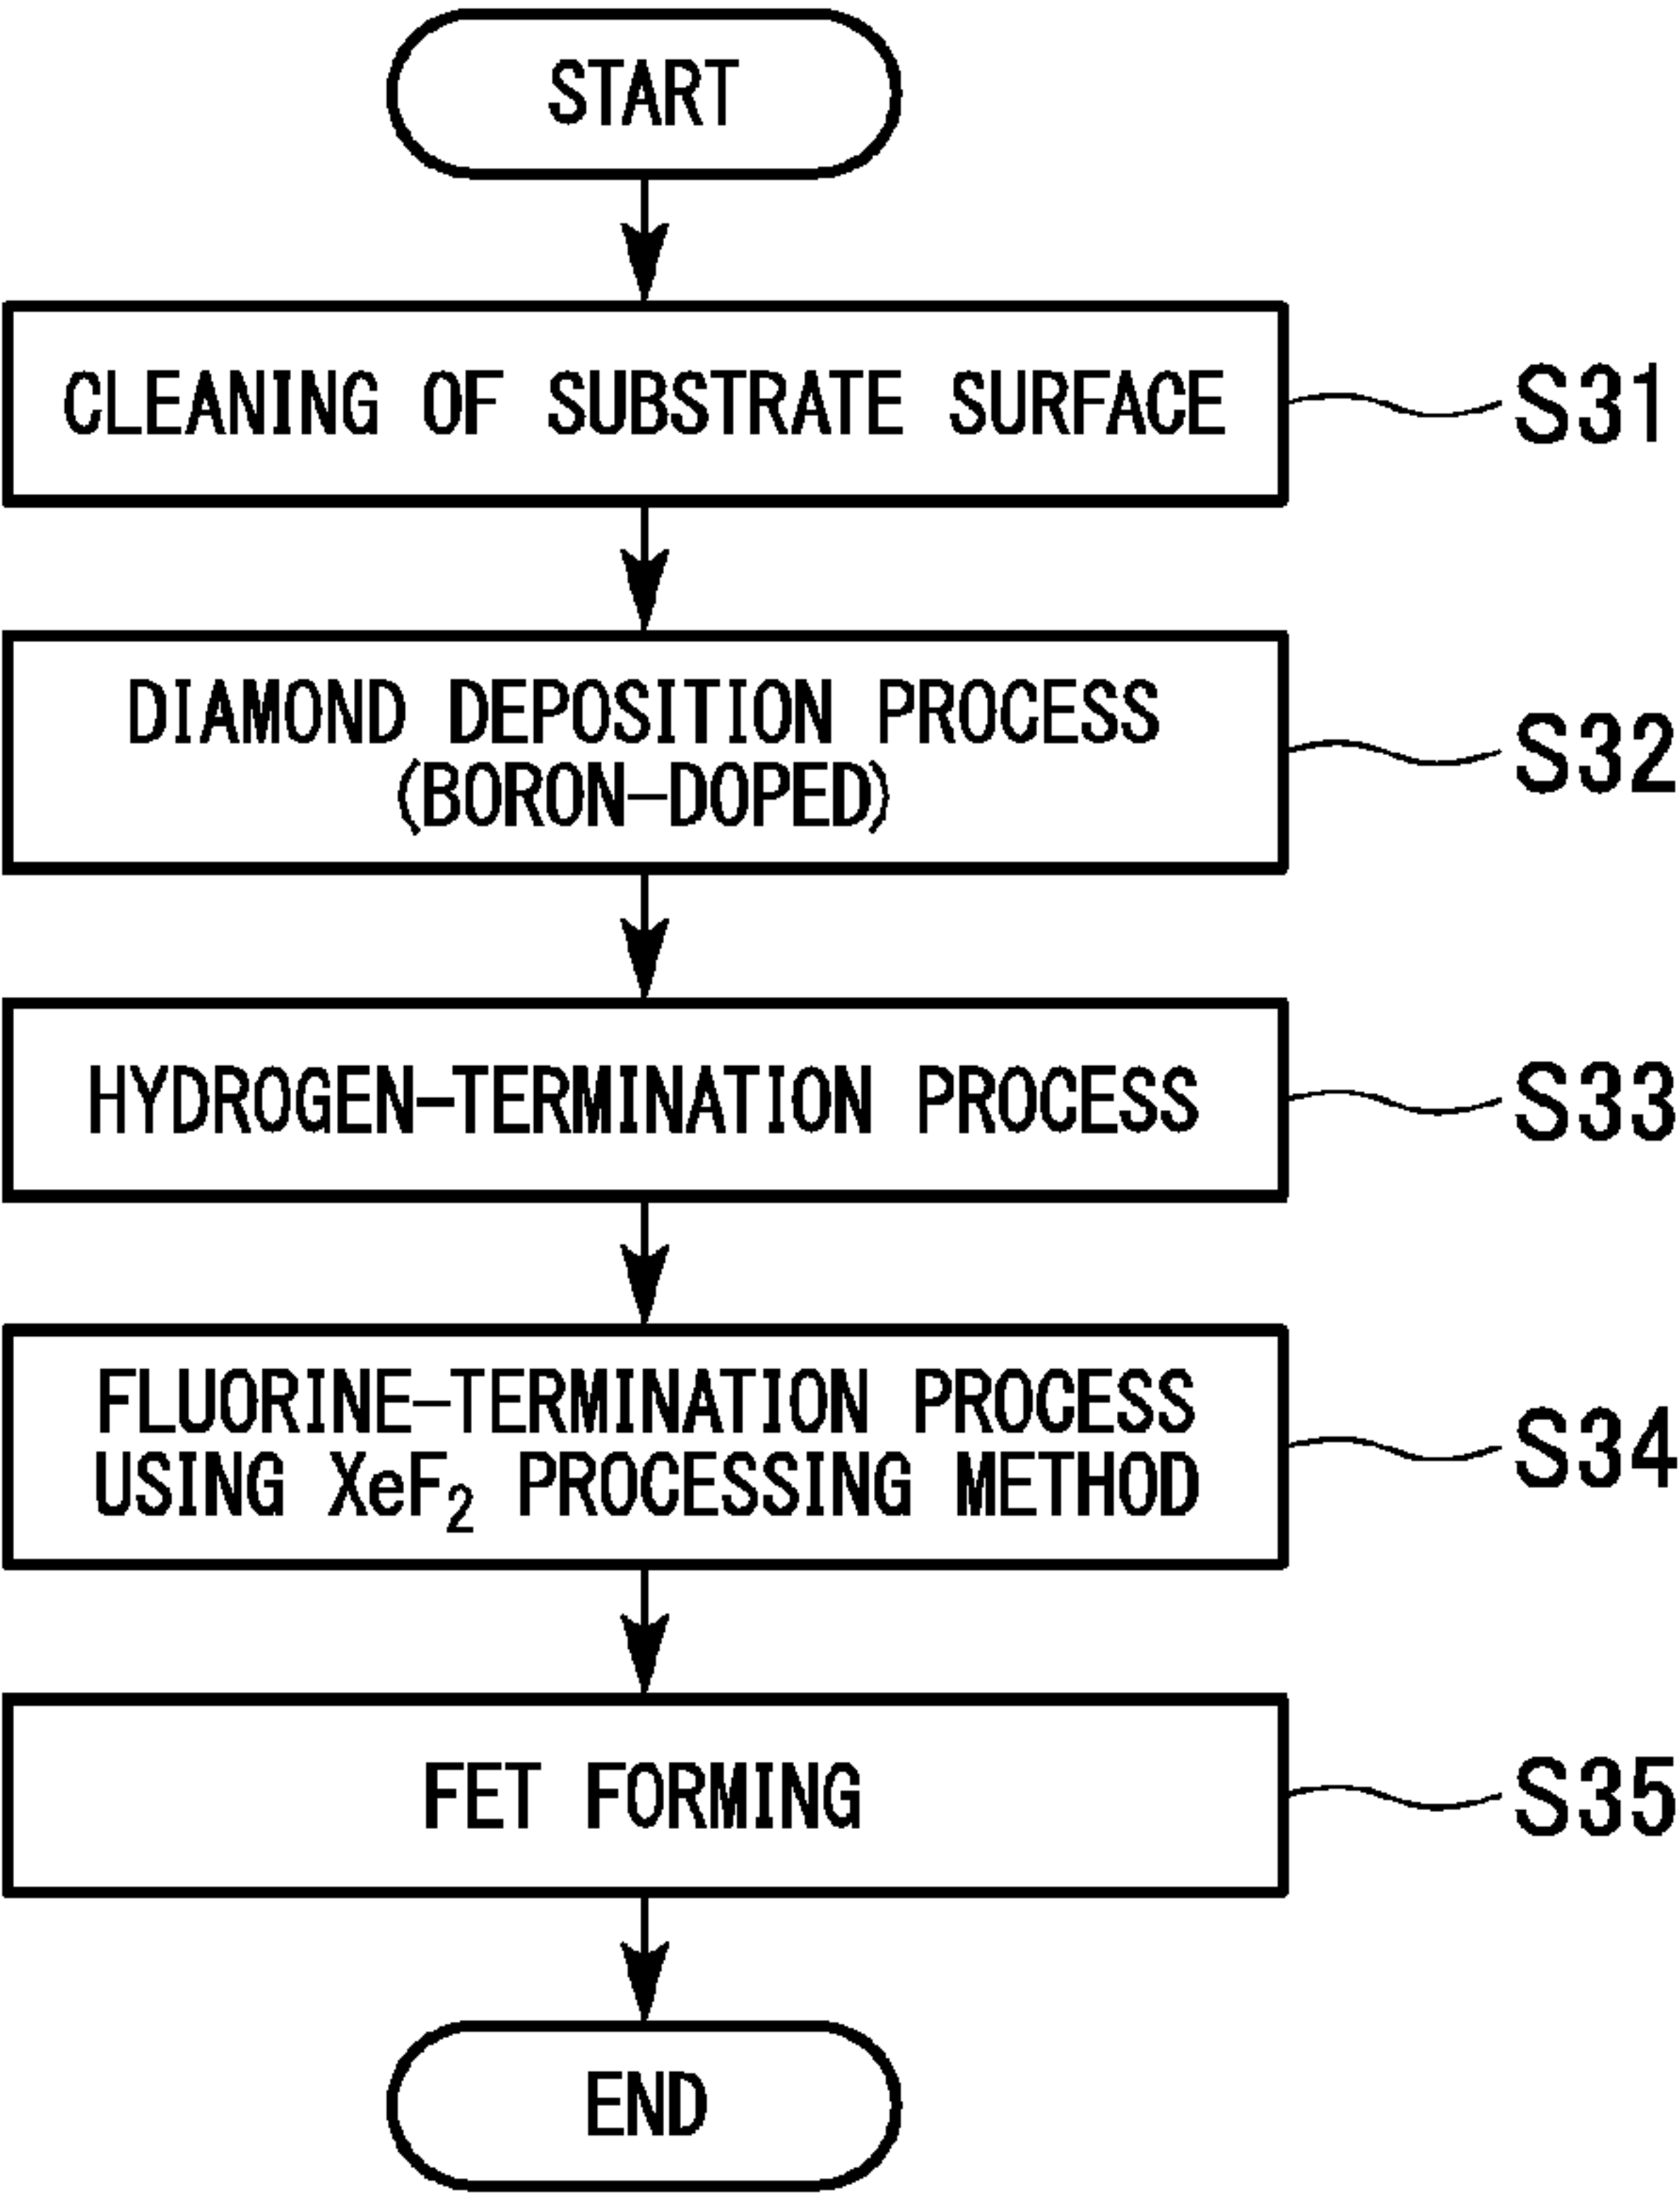 START
CLEANING OF SUBSTRATE SURFACE
S31
DIAMOND DEPOSITION PROCESS
(BORON-DOPED)
S32
HYDROGEN-TERMINATION PROCESS
S33
FLUORINE-TERMINATION PROCESS
USING XeF₂ PROCESSING METHOD
S34
FET FORMING
S35
END